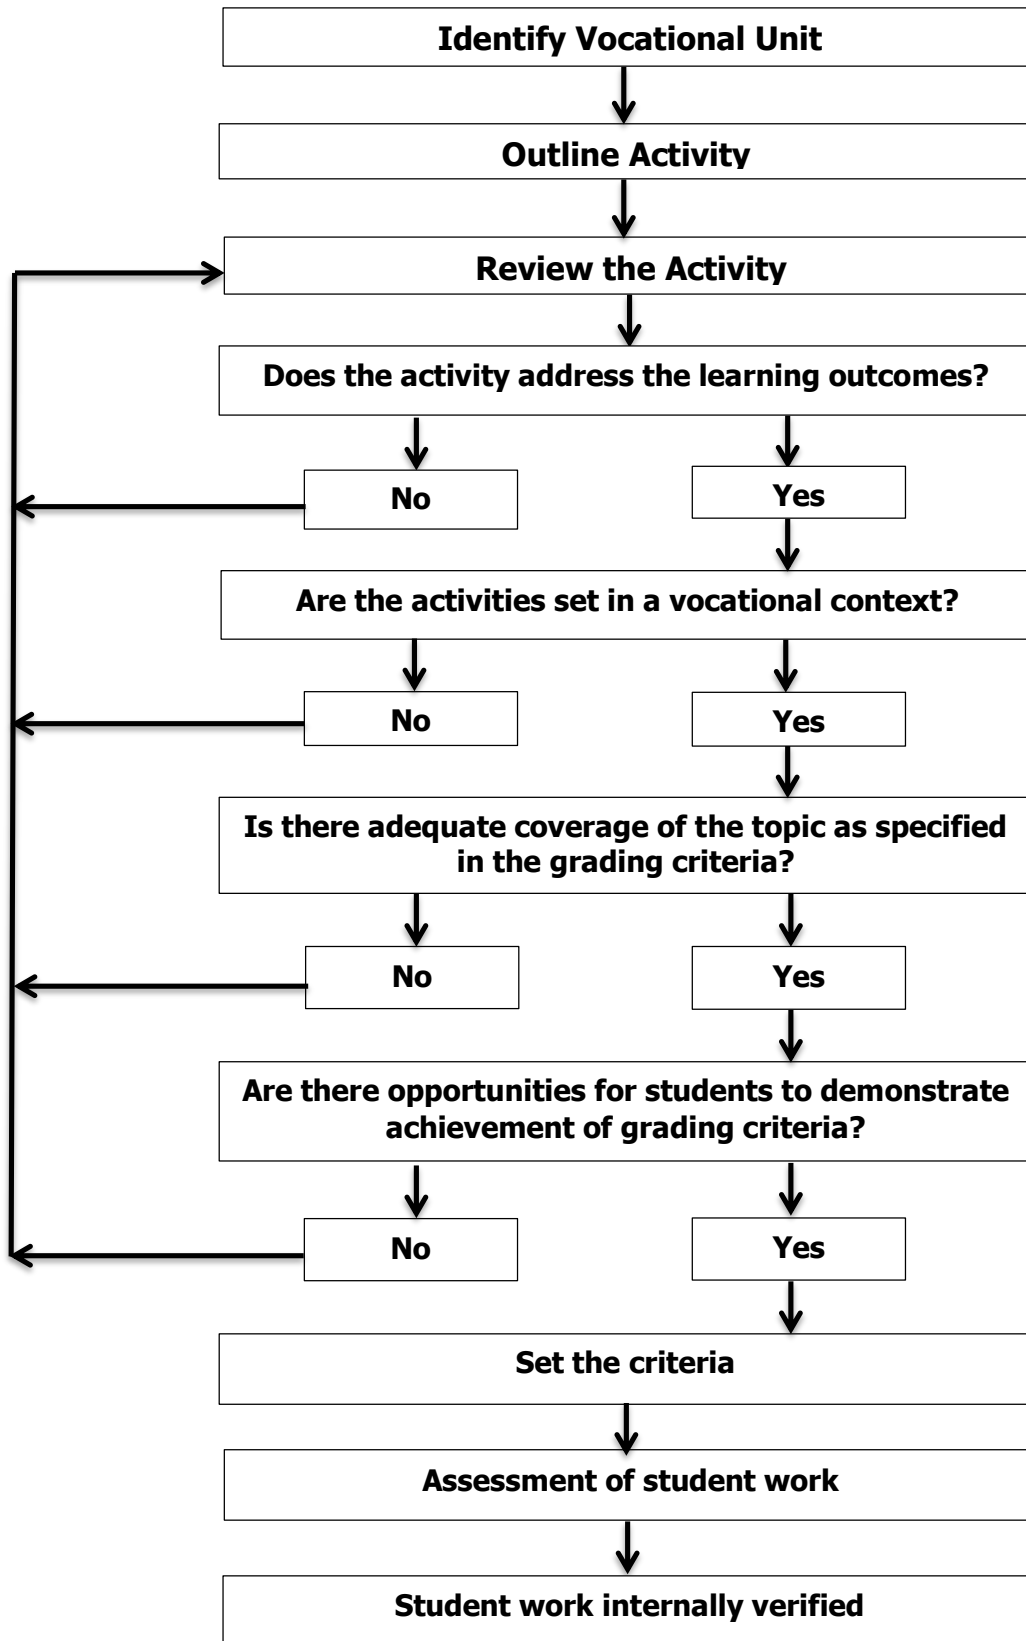 Identify Vocational Unit
Outline Activity
Review the Activity
Does the activity address the learning outcomes?
No
Yes
Are the activities set in a vocational context?
No
Yes
Is there adequate coverage of the topic as specified
in the grading criteria?
No
Yes
Are there opportunities for students to demonstrate
achievement of grading criteria?
No
Yes
Set the criteria
Assessment of student work
Student work internally verified